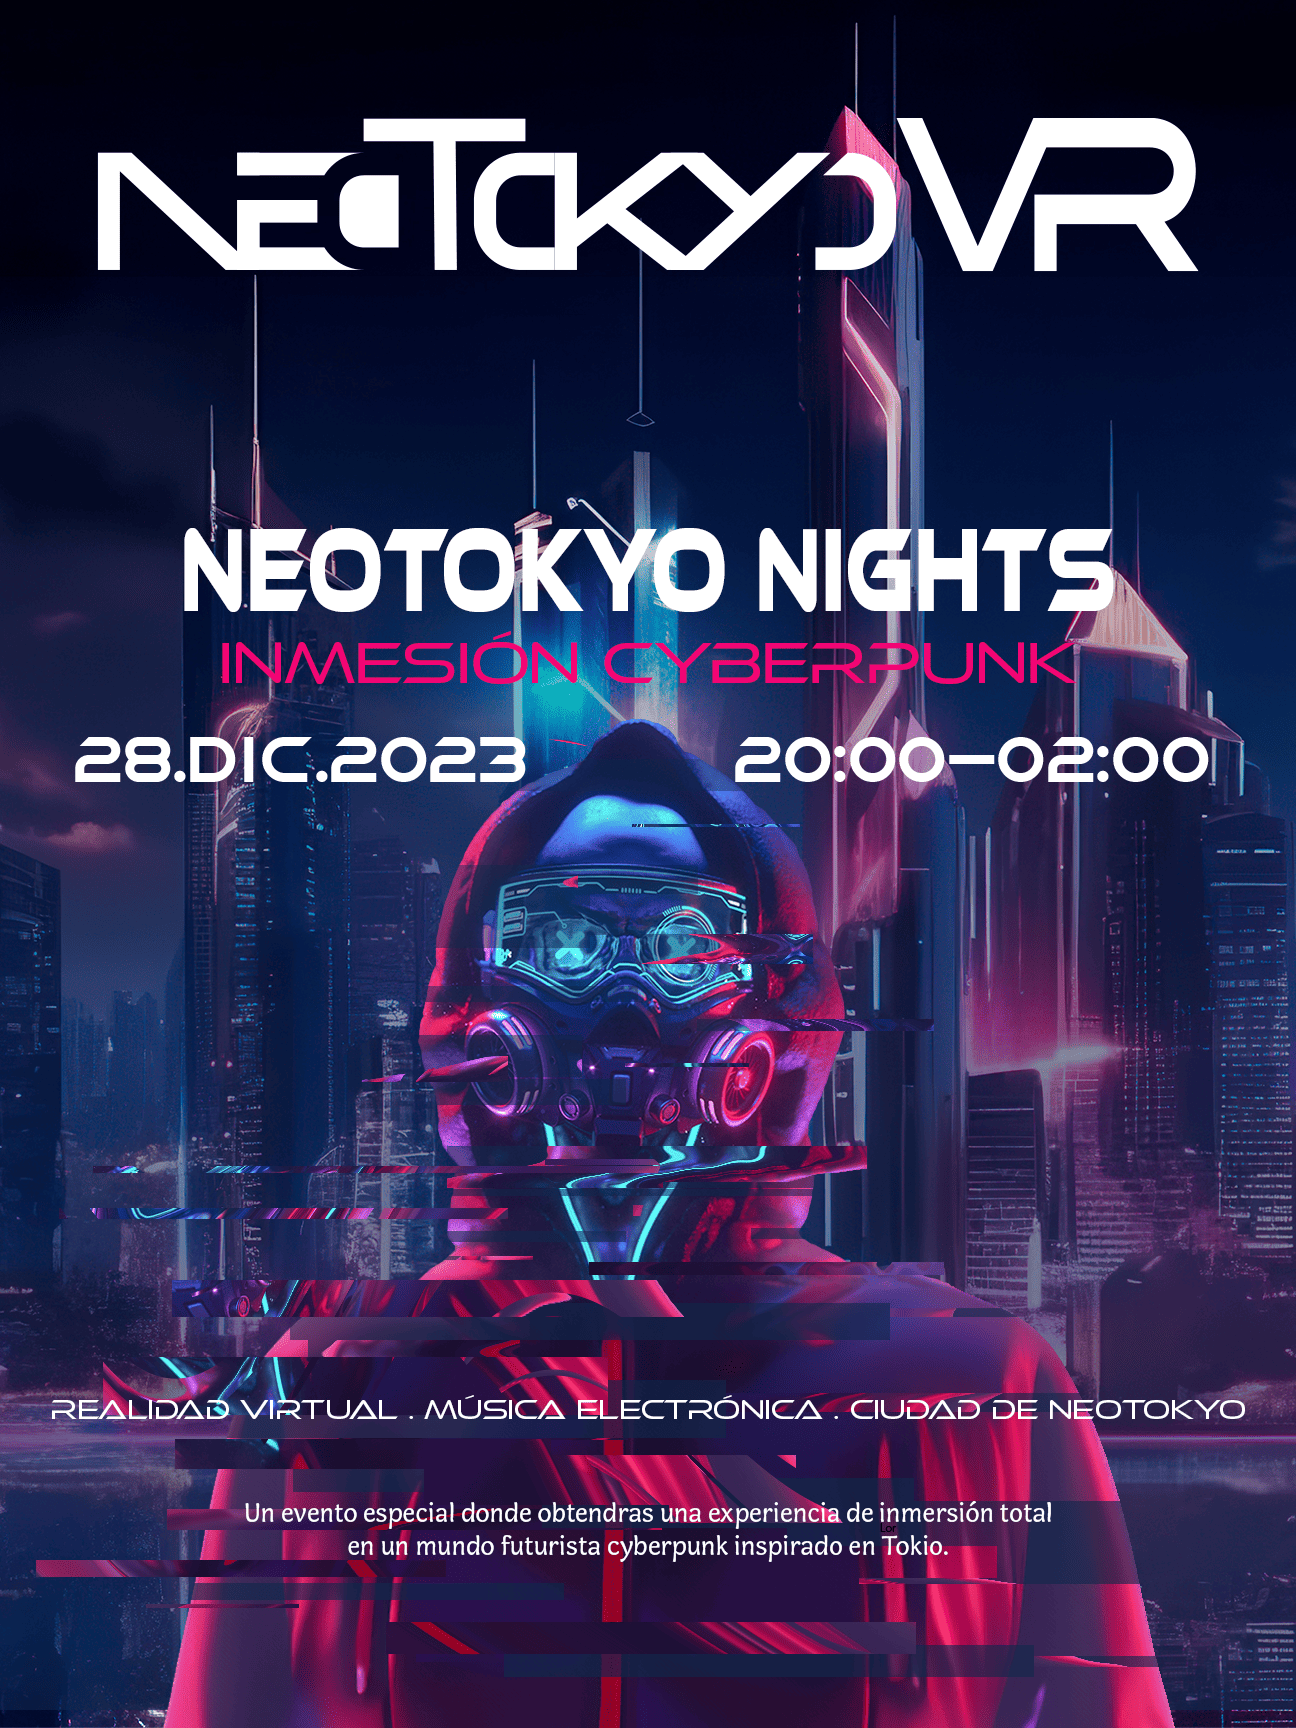 NEOTOKYO VR
NEOTOKYO NIGHTS
INMESIÓN CYBERPUNK
28.DIC.2023 20:00-02:00
REALIDAD VIRTUAL . MÚSICA ELECTRÓNICA . CIUDAD DE NEOTOKYO
Un evento especial donde obtendras una experiencia de inmersión total
Lor
en un mundo futurista cyberpunk inspirado en Tokio.